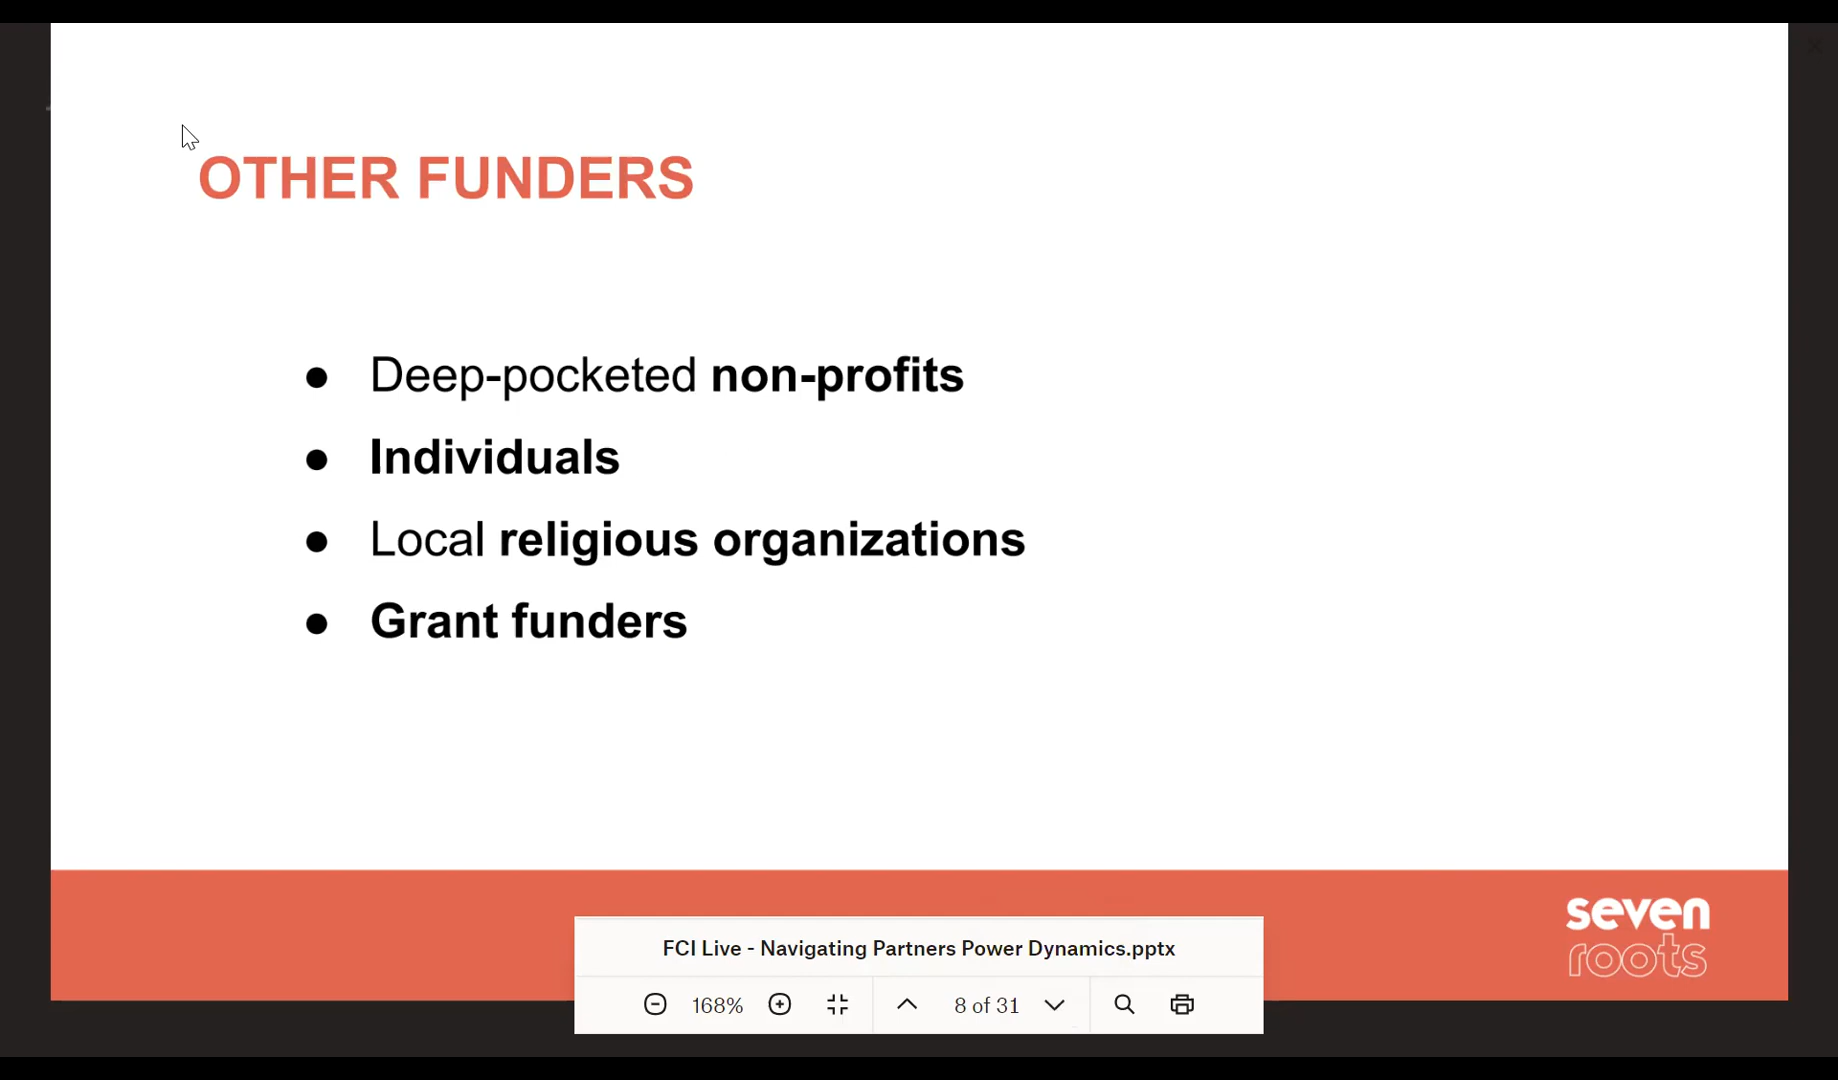 OTHER FUNDERS
● Deep-pocketed non-profits
● Individuals
● Local religious organizations
● Grant funders
seven
roots
FCI Live - Navigating Partners Power Dynamics.pptx
168%
8 of 31